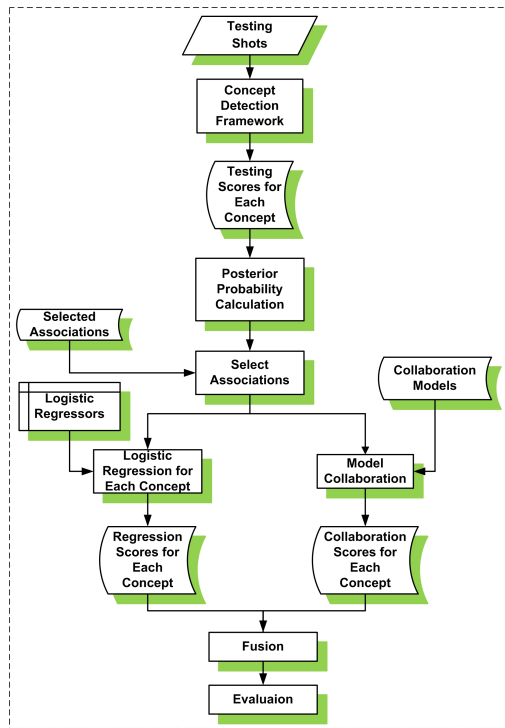 Testing
Shots
Concept
Detection
Framework
Testing
Scores for
Each
Concept
Posterior
Probability
Calculation
Selected
Associations
Select
Associations
Collaboration
Models
Logistic
Regressors
Logistic
Regression for
Each Concept
Model
Collaboration
Regression
Scores for
Each
Concept
Collaboration
Scores for
Each
Concept
Fusion
Evaluaion